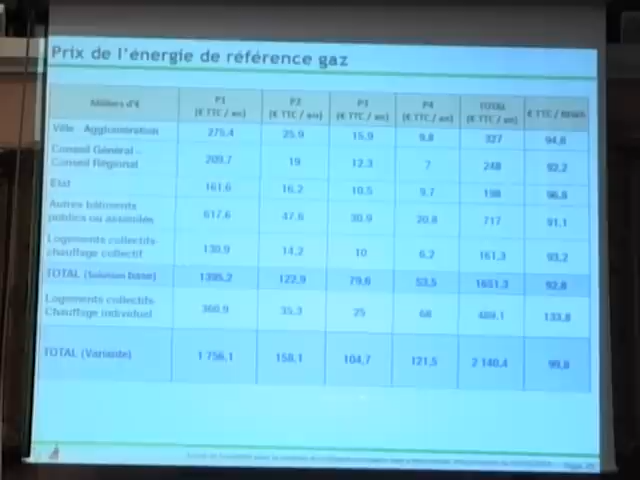 Prix de l'énergie de référence gaz
Milliers d'€ P1 P2 P3 P4 TOTAL € TTC / MWh
(€ TTC / an) (€ TTC / an) (€ TTC / an) (€ TTC / an) (€ TTC / an)
Ville - Agglomération 275,4 25,9 15,9 9,8 327 94,8
Conseil Général -
Conseil Régional 209,7 19 12,3 7 248 92,2
Etat 161,6 16,2 10,5 9,7 198 96,8
Autres bâtiments
publics ou assimilés 617,6 47,6 30,9 20,8 717 91,1
Logements collectifs
chauffage collectif 130,9 14,2 10 6,2 161,3 93,2
TOTAL (Solution base) 1395,2 122,9 79,6 53,5 1651,3 92,8
Logements collectifs
Chauffage individuel 360,9 35,3 25 68 489,1 133,8
TOTAL (Variante) 1 756,1 158,1 104,7 121,5 2 140,4 99,8